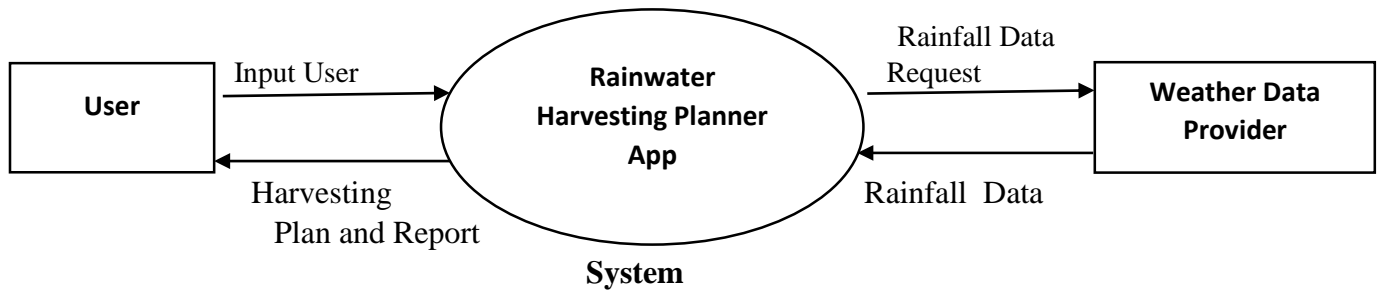 User
Input User
Harvesting
Plan and Report
Rainwater
Harvesting Planner
App
System
Rainfall Data
Request
Rainfall Data
Weather Data
Provider